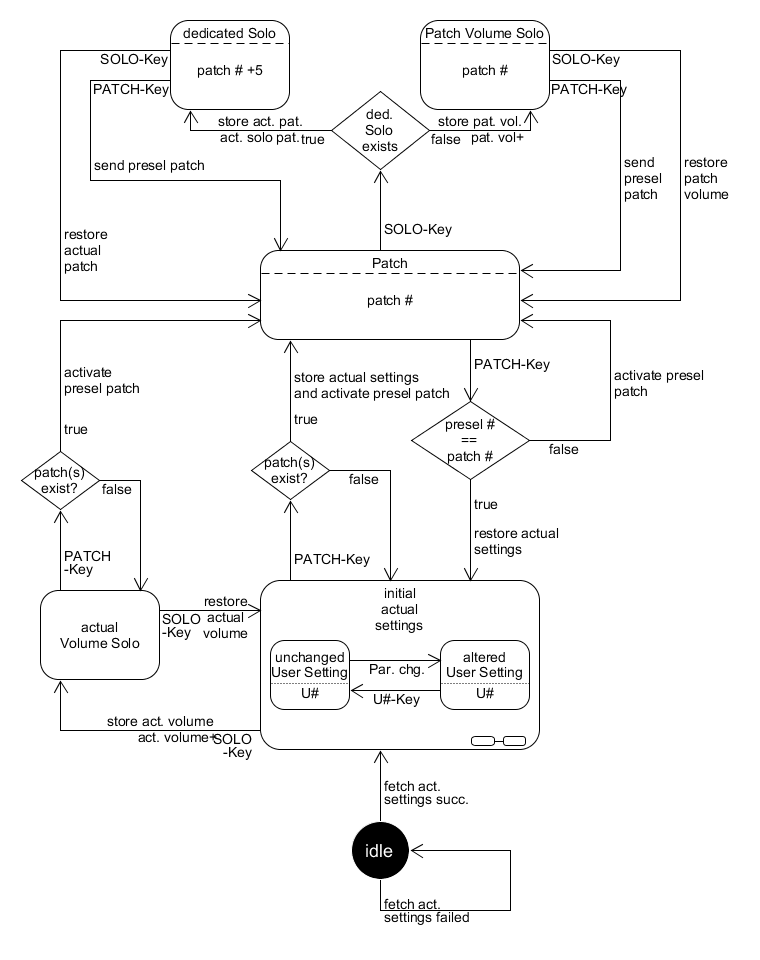 dedicated Solo
patch # +5
Patch Volume Solo
patch #
SOLO-Key
PATCH-Key
SOLO-Key
PATCH-Key
ded.
Solo
exists
store act. pat.
act. solo pat.
true
store pat. vol.
false
pat. vol+
send presel patch
send
presel
patch
restore
patch
volume
restore
actual
patch
SOLO-Key
Patch
patch #
activate
presel patch
true
store actual settings
and activate presel patch
true
PATCH-Key
activate presel
patch
presel #
==
patch #
false
patch(s)
exist?
false
patch(s)
exist?
false
true
restore actual
settings
PATCH
-Key
PATCH-Key
actual
Volume Solo
restore
actual
volume
SOLO
-Key
initial
actual
settings
unchanged
User Setting
U#
Par. chg.
U#-Key
altered
User Setting
U#
store act. volume
act. volume+
SOLO
-Key
fetch act.
settings succ.
idle
fetch act.
settings failed